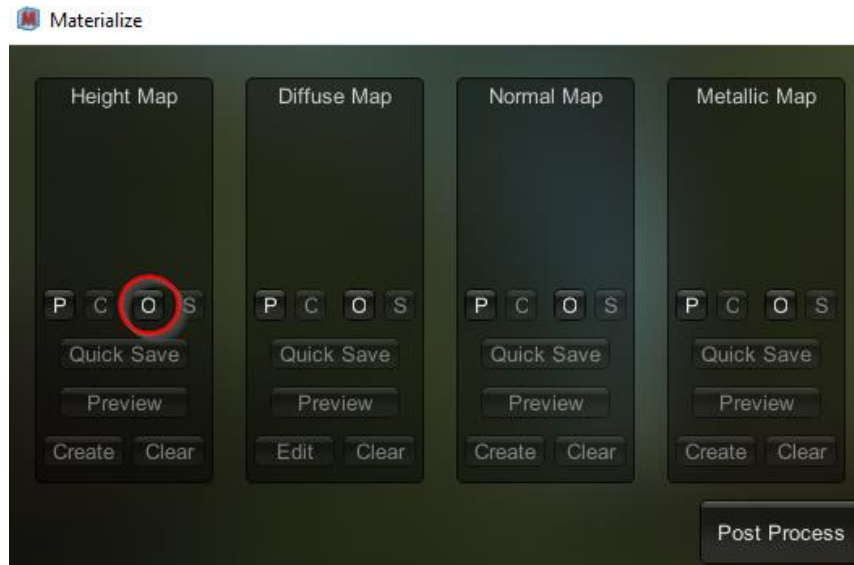 Materialize
Height Map Diffuse Map Normal Map Metallic Map
P C O S P C O S P C O S P C O S
Quick Save Quick Save Quick Save Quick Save
Preview Preview Preview Preview
Create Clear Edit Clear Create Clear Create Clear
Post Process